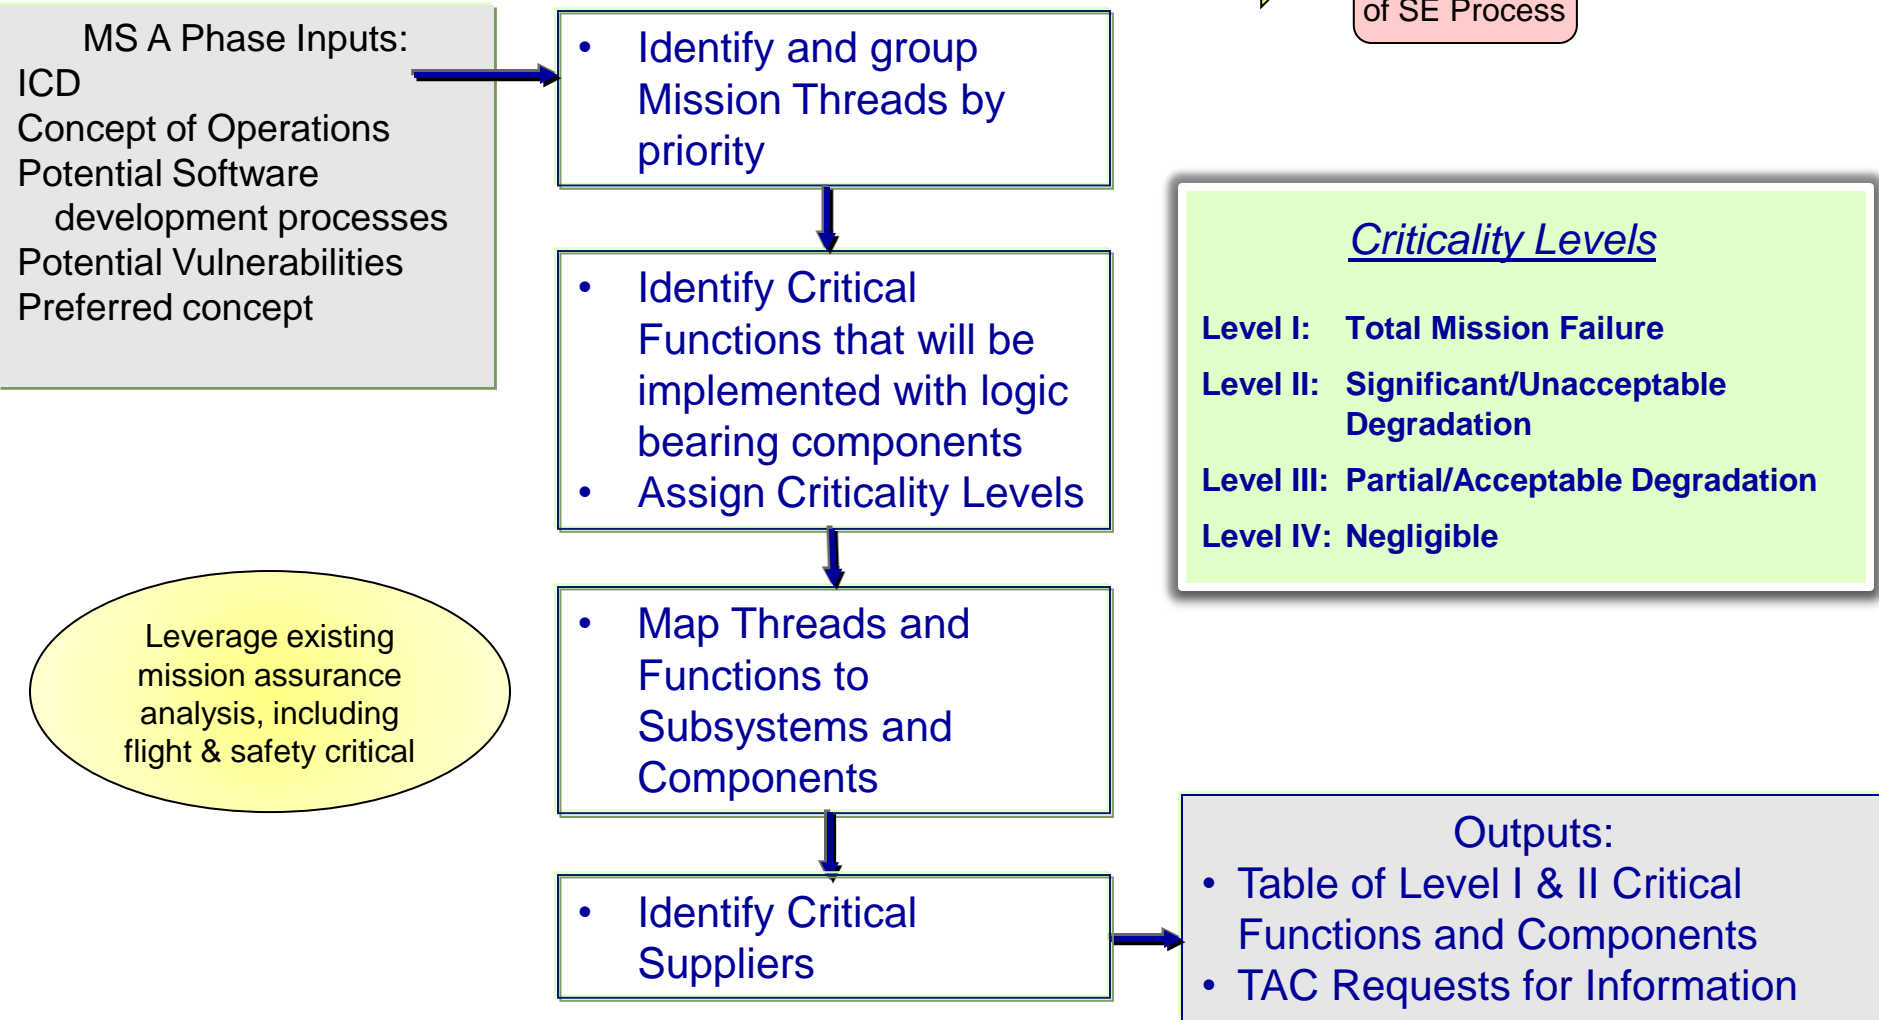 of SE Process
MS A Phase Inputs:
ICD
Concept of Operations
Potential Software
development processes
Potential Vulnerabilities
Preferred concept
• Identify and group
Mission Threads by
priority
• Identify Critical
Functions that will be
implemented with logic
bearing components
• Assign Criticality Levels
Criticality Levels
Level I: Total Mission Failure
Level II: Significant/Unacceptable
Degradation
Level III: Partial/Acceptable Degradation
Level IV: Negligible
Leverage existing
mission assurance
analysis, including
flight & safety critical
• Map Threads and
Functions to
Subsystems and
Components
• Identify Critical
Suppliers
Outputs:
• Table of Level I & II Critical
Functions and Components
• TAC Requests for Information